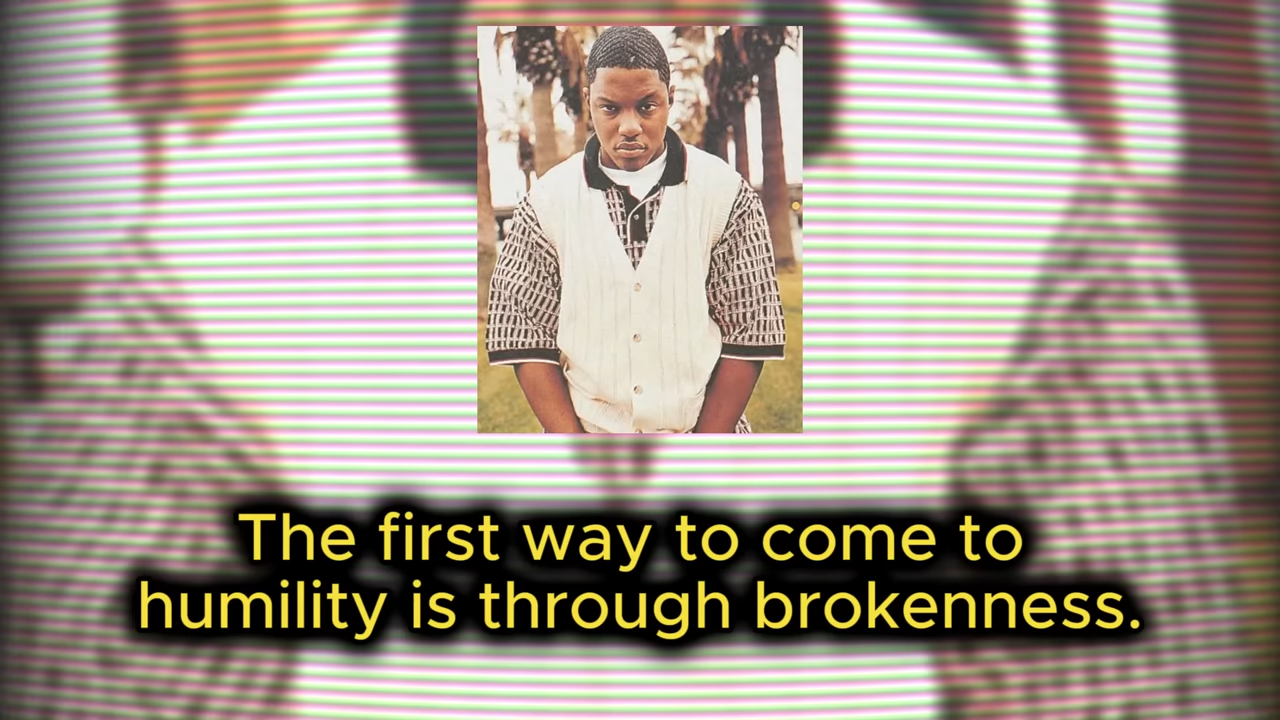 The first way to come to
humility is through brokenness.